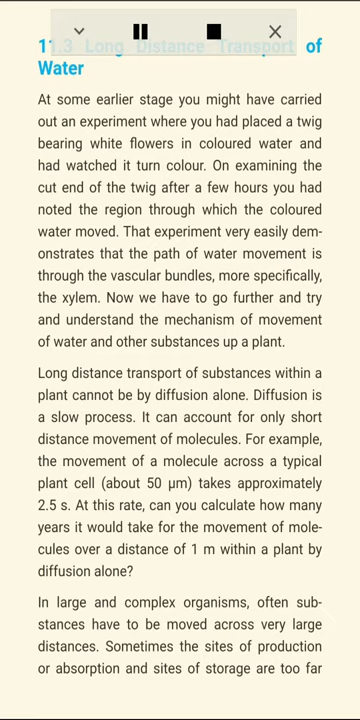 11.3 Long Distance Transport of
Water
At some earlier stage you might have carried
out an experiment where you had placed a twig
bearing white flowers in coloured water and
had watched it turn colour. On examining the
cut end of the twig after a few hours you had
noted the region through which the coloured
water moved. That experiment very easily dem-
onstrates that the path of water movement is
through the vascular bundles, more specifically,
the xylem. Now we have to go further and try
and understand the mechanism of movement
of water and other substances up a plant.
Long distance transport of substances within a
plant cannot be by diffusion alone. Diffusion is
a slow process. It can account for only short
distance movement of molecules. For example,
the movement of a molecule across a typical
plant cell (about 50 µm) takes approximately
2.5 s. At this rate, can you calculate how many
years it would take for the movement of mole-
cules over a distance of 1 m within a plant by
diffusion alone?
In large and complex organisms, often sub-
stances have to be moved across very large
distances. Sometimes the sites of production
or absorption and sites of storage are too far